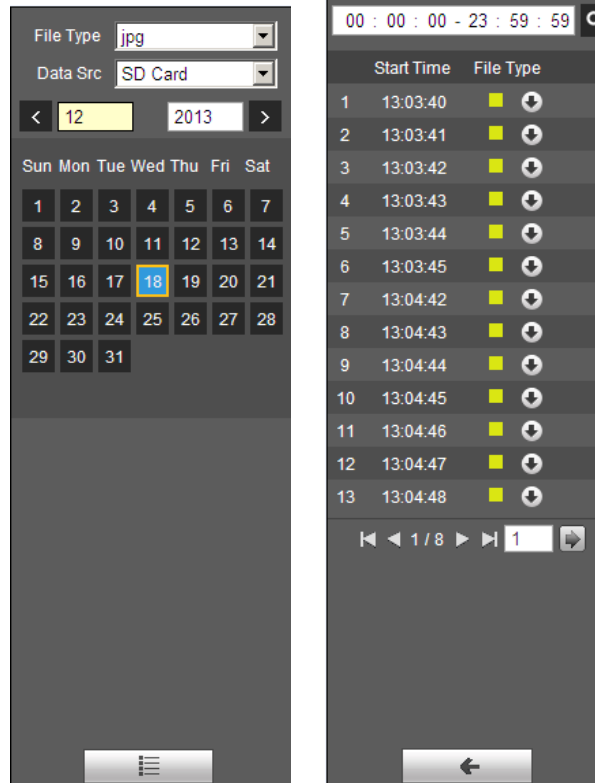 File Type jpg
Data Src SD Card
12 2013
Sun Mon Tue Wed Thu Fri Sat
1 2 3 4 5 6 7
8 9 10 11 12 13 14
15 16 17 18 19 20 21
22 23 24 25 26 27 28
29 30 31
00 : 00 : 00 - 23 : 59 : 59
Start Time File Type
1 13:03:40
2 13:03:41
3 13:03:42
4 13:03:43
5 13:03:44
6 13:03:45
7 13:04:42
8 13:04:43
9 13:04:44
10 13:04:45
11 13:04:46
12 13:04:47
13 13:04:48
1 / 8 1